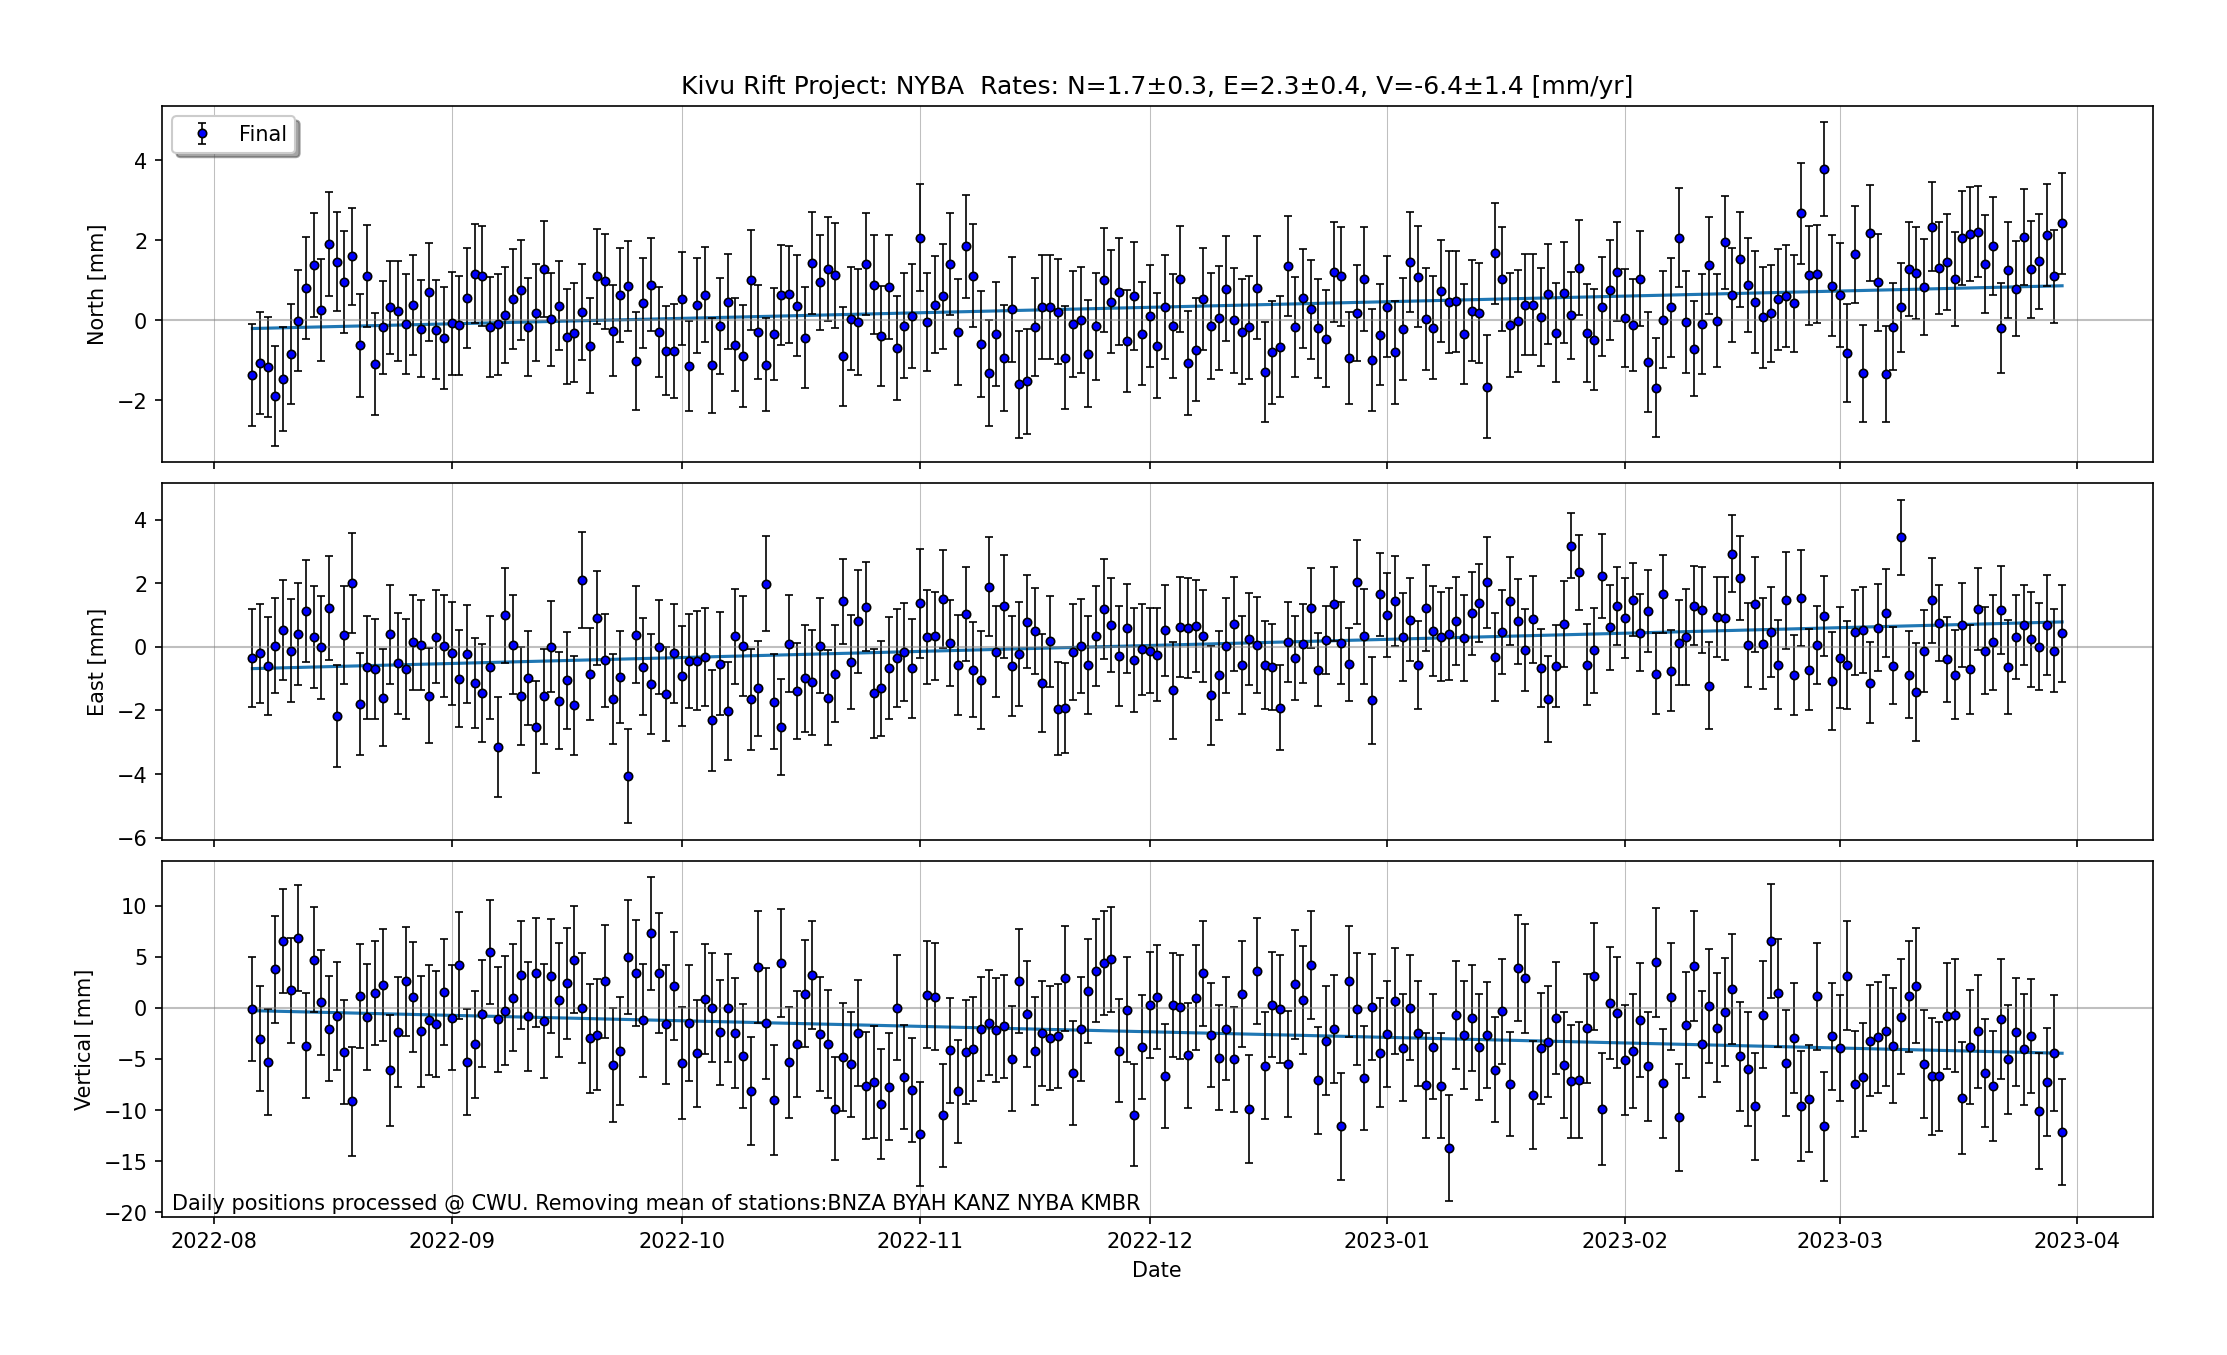 Kivu Rift Project: NYBA  Rates: N=1.7±0.3, E=2.3±0.4, V=-6.4±1.4 [mm/yr]
Final
North [mm]
4
2
0
−2
East [mm]
4
2
0
−2
−4
−6
Vertical [mm]
10
5
0
−5
−10
−15
−20
Daily positions processed @ CWU. Removing mean of stations:BNZA BYAH KANZ NYBA KMBR
2022-08 2022-09 2022-10 2022-11 2022-12 2023-01 2023-02 2023-03 2023-04
Date